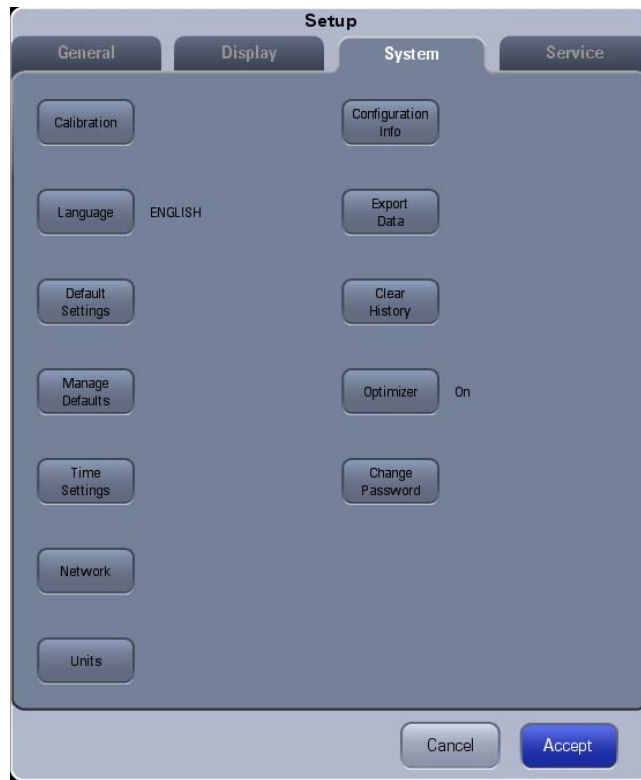 Setup
General
Display
System
Service
Calibration
Configuration
Info
Language
ENGLISH
Export
Data
Default
Settings
Clear
History
Manage
Defaults
Optimizer
On
Time
Settings
Change
Password
Network
Units
Cancel
Accept